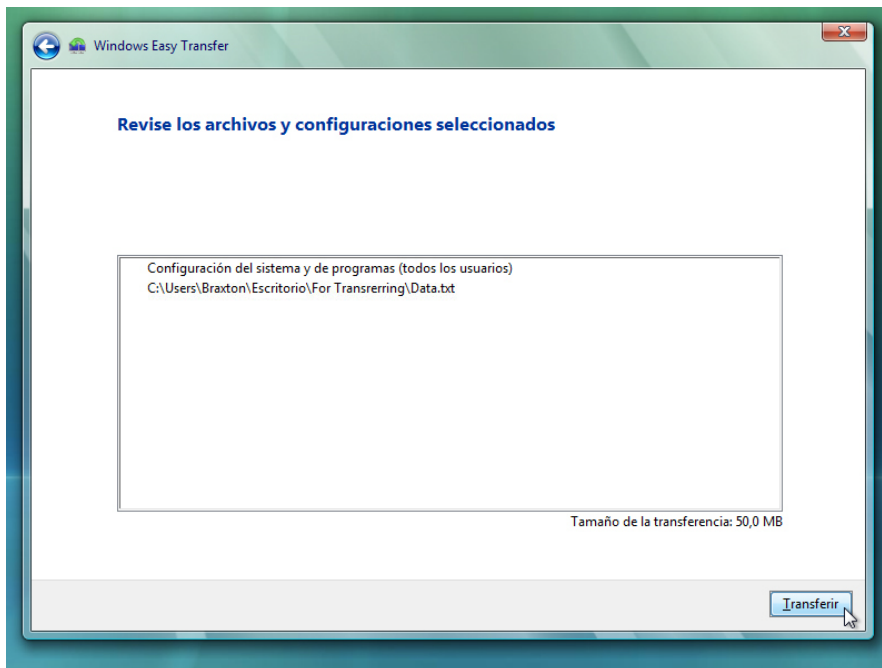 Windows Easy Transfer
Revise los archivos y configuraciones seleccionados
Configuración del sistema y de programas (todos los usuarios)
C:\Users\Braxton\Escritorio\For Transrerring\Data.txt
Tamaño de la transferencia: 50,0 MB
Transferir